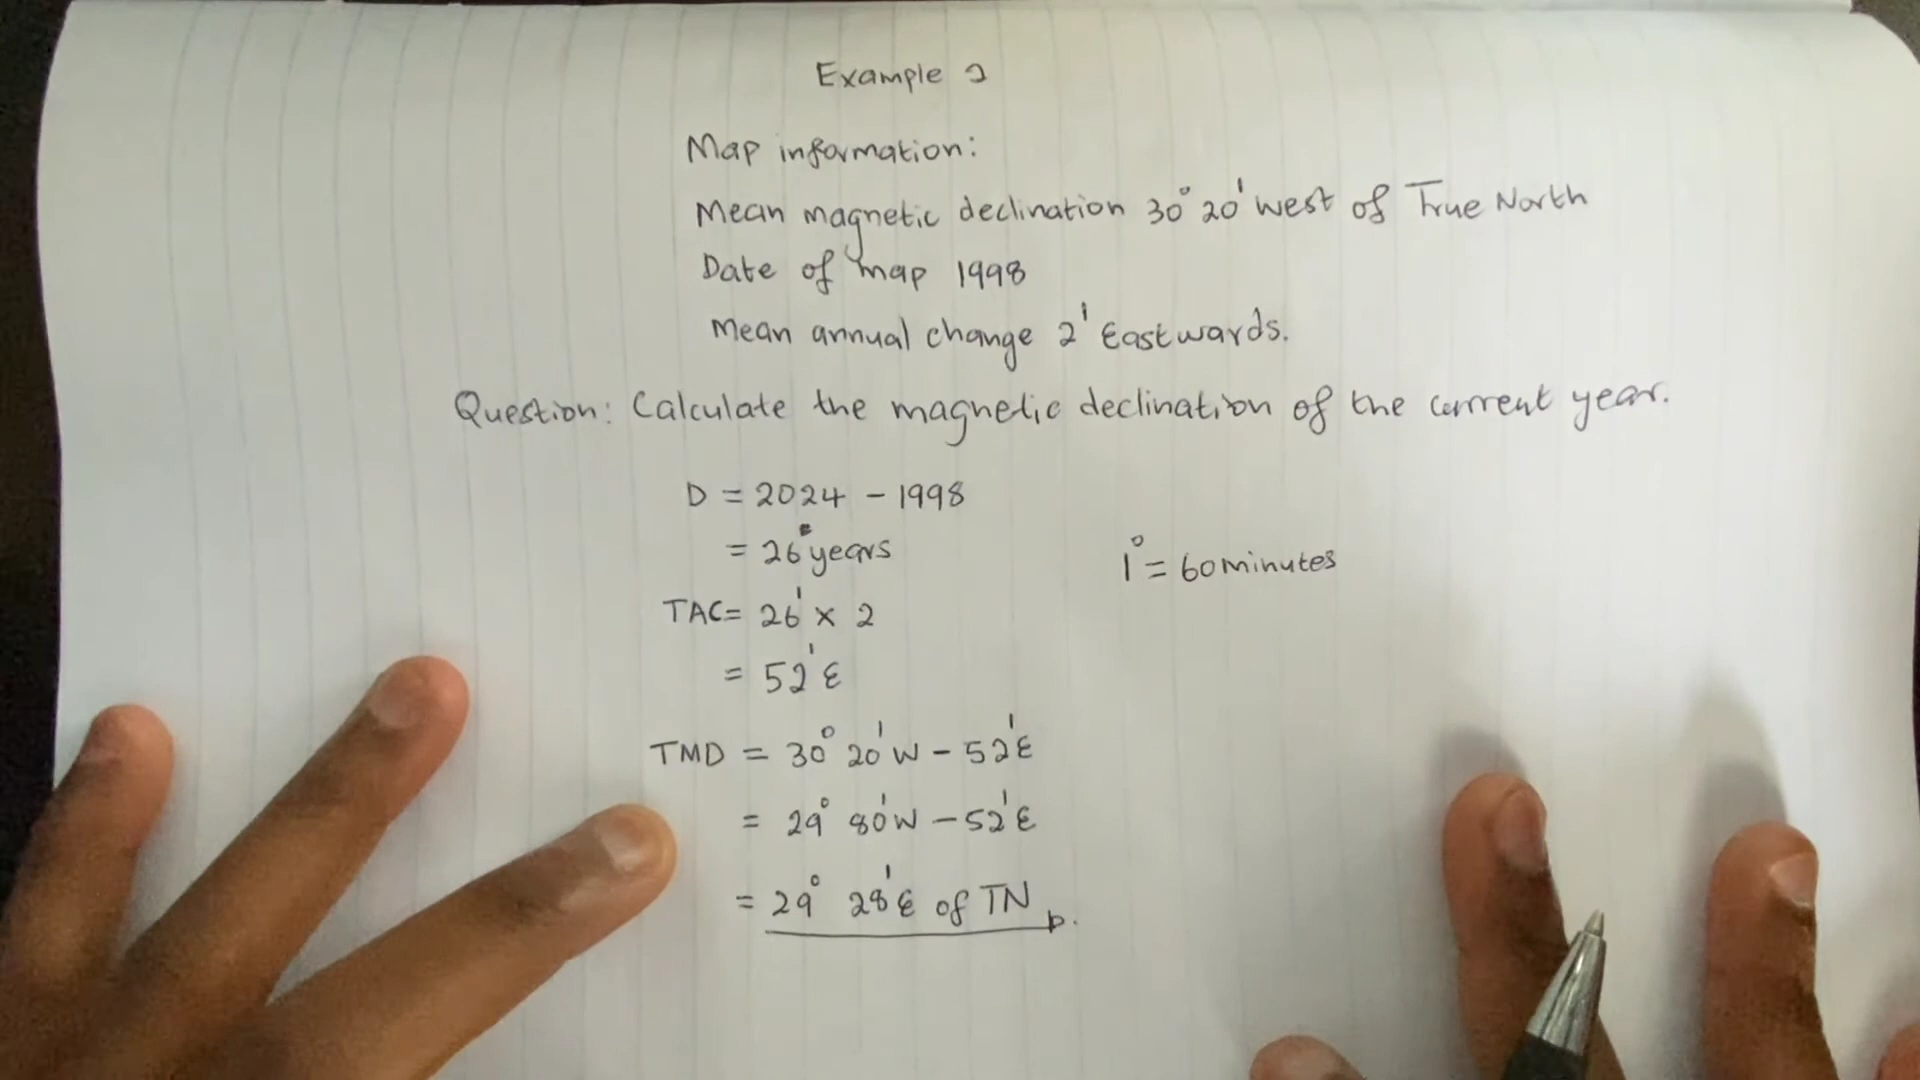 Example 2
Map information:
Mean magnetic declination 30° 20' west of True North
Date of map 1998
Mean annual change 2' Eastwards.
Question: Calculate the magnetic declination of the current year.
D = 2024 - 1998
= 26 years
1° = 60 minutes
TAC = 26' × 2
= 52' E
TMD = 30° 20' W - 52' E
= 29° 80' W - 52' E
= 29° 28' E of TN